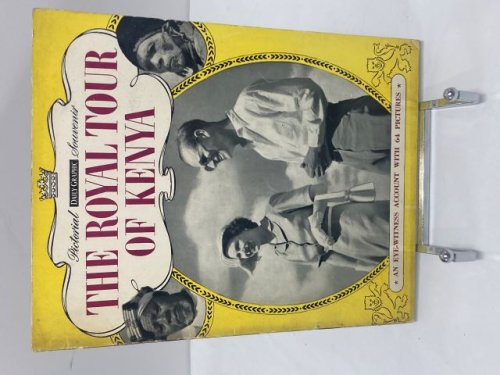 Pictorial DAILY GRAPHIC Souvenir
THE ROYAL TOUR
OF KENYA
★ AN EYE-WITNESS ACCOUNT WITH 64 PICTURES ★